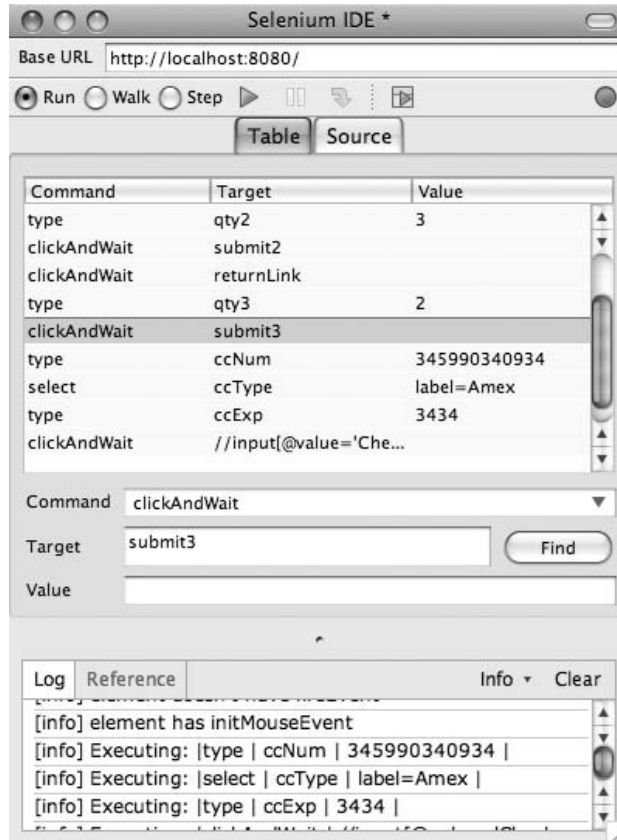 Selenium IDE *
Base URL http://localhost:8080/
Run Walk Step
Table Source
Command Target Value
type qty2 3
clickAndWait submit2
clickAndWait returnLink
type qty3 2
clickAndWait submit3
type ccNum 345990340934
select ccType label=Amex
type ccExp 3434
clickAndWait //input[@value='Che...
Command clickAndWait
Target submit3 Find
Value
Log Reference Info Clear
[info] element has initMouseEvent
[info] Executing: |type | ccNum | 345990340934 |
[info] Executing: |select | ccType | label=Amex |
[info] Executing: |type | ccExp | 3434 |